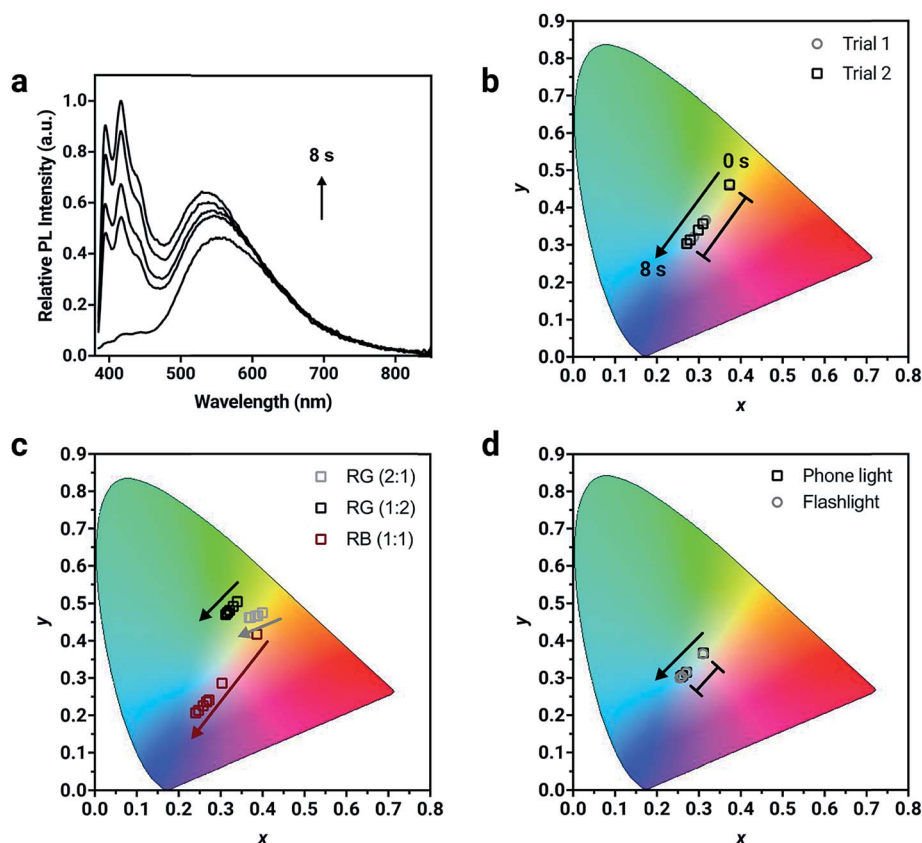 a
Relative PL Intensity (a.u.)
1.0
0.8
0.6
0.4
0.2
0.0
8 s
400 500 600 700 800
Wavelength (nm)
b
y
0.9
0.8
0.7
0.6
0.5
0.4
0.3
0.2
0.1
0.0
Trial 1
Trial 2
0 s
8 s
0.0 0.1 0.2 0.3 0.4 0.5 0.6 0.7 0.8
x
c
y
0.9
0.8
0.7
0.6
0.5
0.4
0.3
0.2
0.1
0.0
RG (2:1)
RG (1:2)
RB (1:1)
0.0 0.1 0.2 0.3 0.4 0.5 0.6 0.7 0.8
x
d
y
0.9
0.8
0.7
0.6
0.5
0.4
0.3
0.2
0.1
0.0
Phone light
Flashlight
0.0 0.1 0.2 0.3 0.4 0.5 0.6 0.7 0.8
x